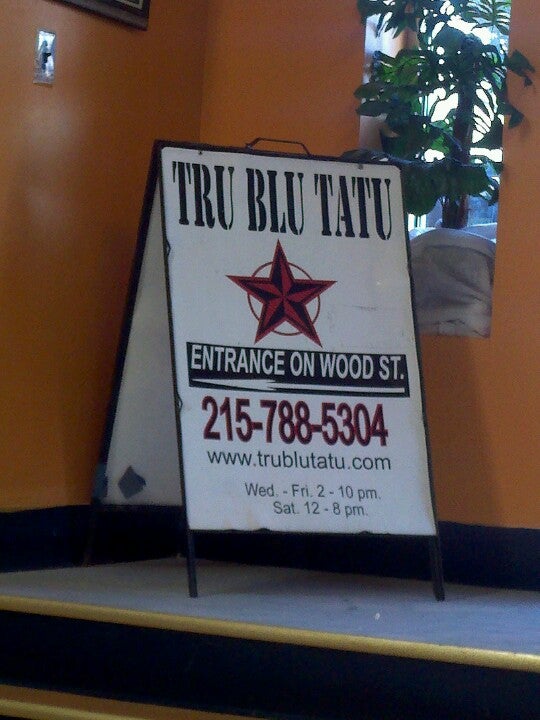 TRU BLU TATU
ENTRANCE ON WOOD ST.
215-788-5304
www.trublutatu.com
Wed. - Fri. 2 - 10 pm.
Sat. 12 - 8 pm.